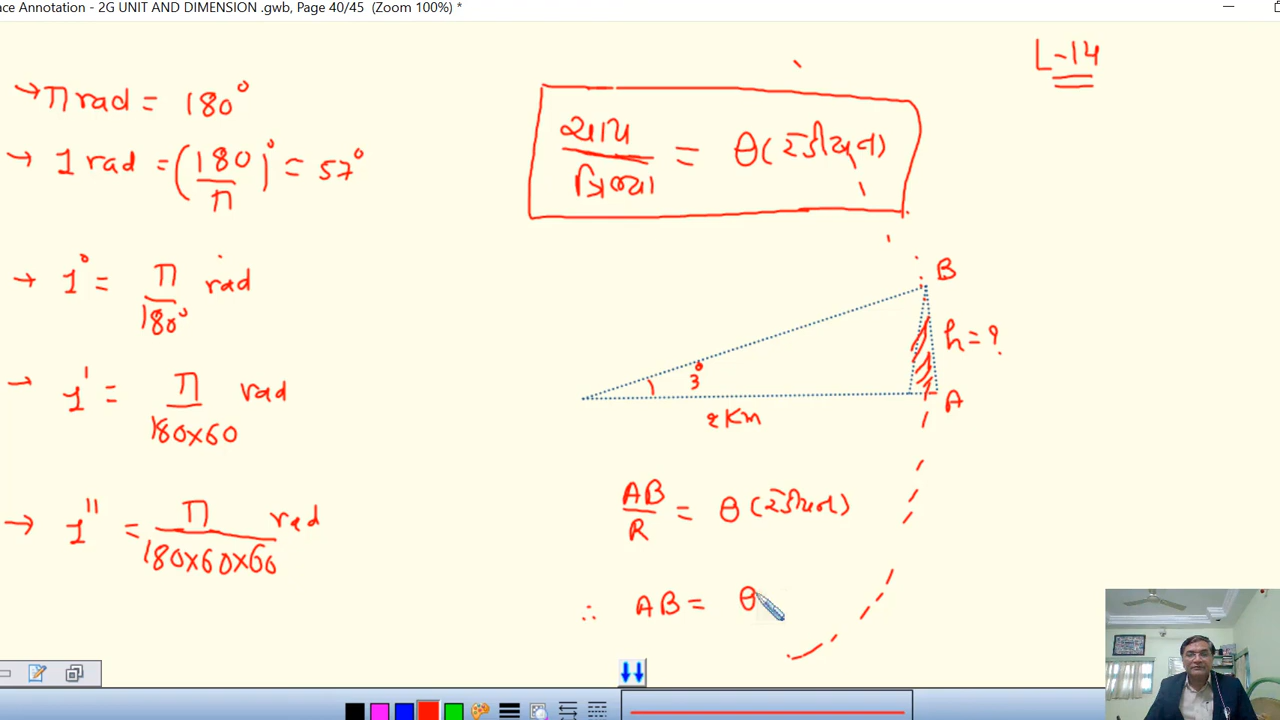 ace Annotation - 2G UNIT AND DIMENSION .gwb, Page 40/45 (Zoom 100%) *
L-14
→ π rad = 180°
→ 1 rad = (180/π)° = 57°
→ 1° = π/180° rad
→ 1' = π/180×60 rad
→ 1'' = π/180×60×60 rad
ચાપ/ત્રિજ્યા = θ(રેડીયન)
B
h = ?
3°
A
2 Km
AB/R = θ(રેડીયન)
∴ AB = θ